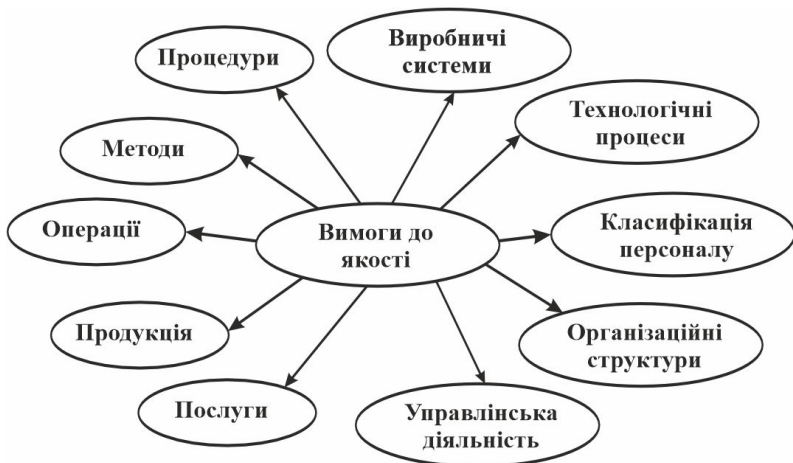 Процедури
Виробничі
системи
Технологічні
процеси
Методи
Операції
Вимоги до
якості
Класифікація
персоналу
Продукція
Організаційні
структури
Послуги
Управлінська
діяльність